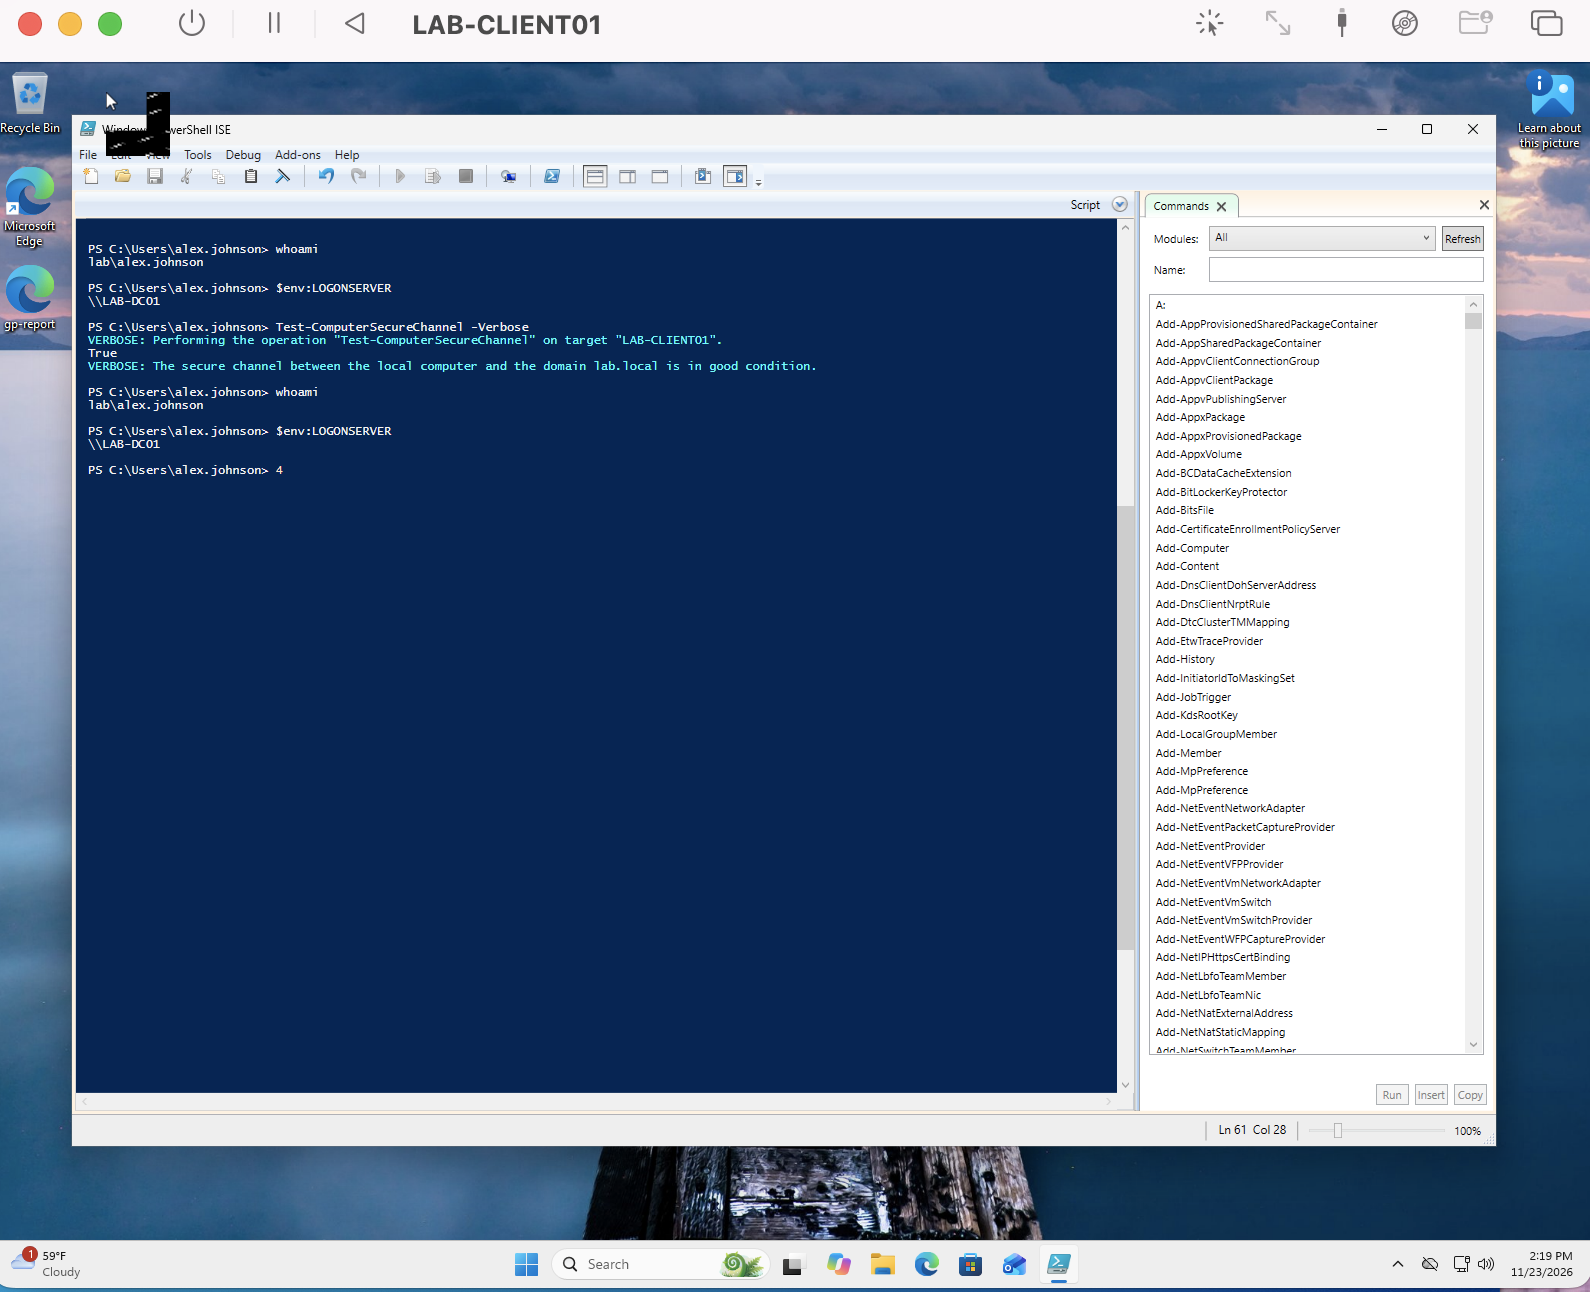 LAB-CLIENT01
Recycle Bin
Microsoft
Edge
gp-report
Learn about
this picture
File
Tools
Debug
Add-ons
Help
Script
PS C:\Users\alex.johnson> whoami
lab\alex.johnson
PS C:\Users\alex.johnson> $env:LOGONSERVER
\\LAB-DC01
PS C:\Users\alex.johnson> Test-ComputerSecureChannel -Verbose
VERBOSE: Performing the operation "Test-ComputerSecureChannel" on target "LAB-CLIENT01".
True
VERBOSE: The secure channel between the local computer and the domain lab.local is in good condition.
PS C:\Users\alex.johnson> whoami
lab\alex.johnson
PS C:\Users\alex.johnson> $env:LOGONSERVER
\\LAB-DC01
PS C:\Users\alex.johnson> 4
Commands
Modules:
All
Refresh
Name:
A:
Add-AppProvisionedSharedPackageContainer
Add-AppSharedPackageContainer
Add-AppvClientConnectionGroup
Add-AppvClientPackage
Add-AppvPublishingServer
Add-AppxPackage
Add-AppxProvisionedPackage
Add-AppxVolume
Add-BCDataCacheExtension
Add-BitLockerKeyProtector
Add-BitsFile
Add-CertificateEnrollmentPolicyServer
Add-Computer
Add-Content
Add-DnsClientDohServerAddress
Add-DnsClientNrptRule
Add-DtcClusterTMMapping
Add-EtwTraceProvider
Add-History
Add-InitiatorIdToMaskingSet
Add-JobTrigger
Add-KdsRootKey
Add-LocalGroupMember
Add-Member
Add-MpPreference
Add-MpPreference
Add-NetEventNetworkAdapter
Add-NetEventPacketCaptureProvider
Add-NetEventProvider
Add-NetEventVFPProvider
Add-NetEventVmNetworkAdapter
Add-NetEventVmSwitch
Add-NetEventVmSwitchProvider
Add-NetEventWFPCaptureProvider
Add-NetIPHttpsCertBinding
Add-NetLbfoTeamMember
Add-NetLbfoTeamNic
Add-NetNatExternalAddress
Add-NetNatStaticMapping
Add-NetSwitchTeamMember
Run
Insert
Copy
Ln 61 Col 28
100%
1
59°F
Cloudy
Search
2:19 PM
11/23/2026